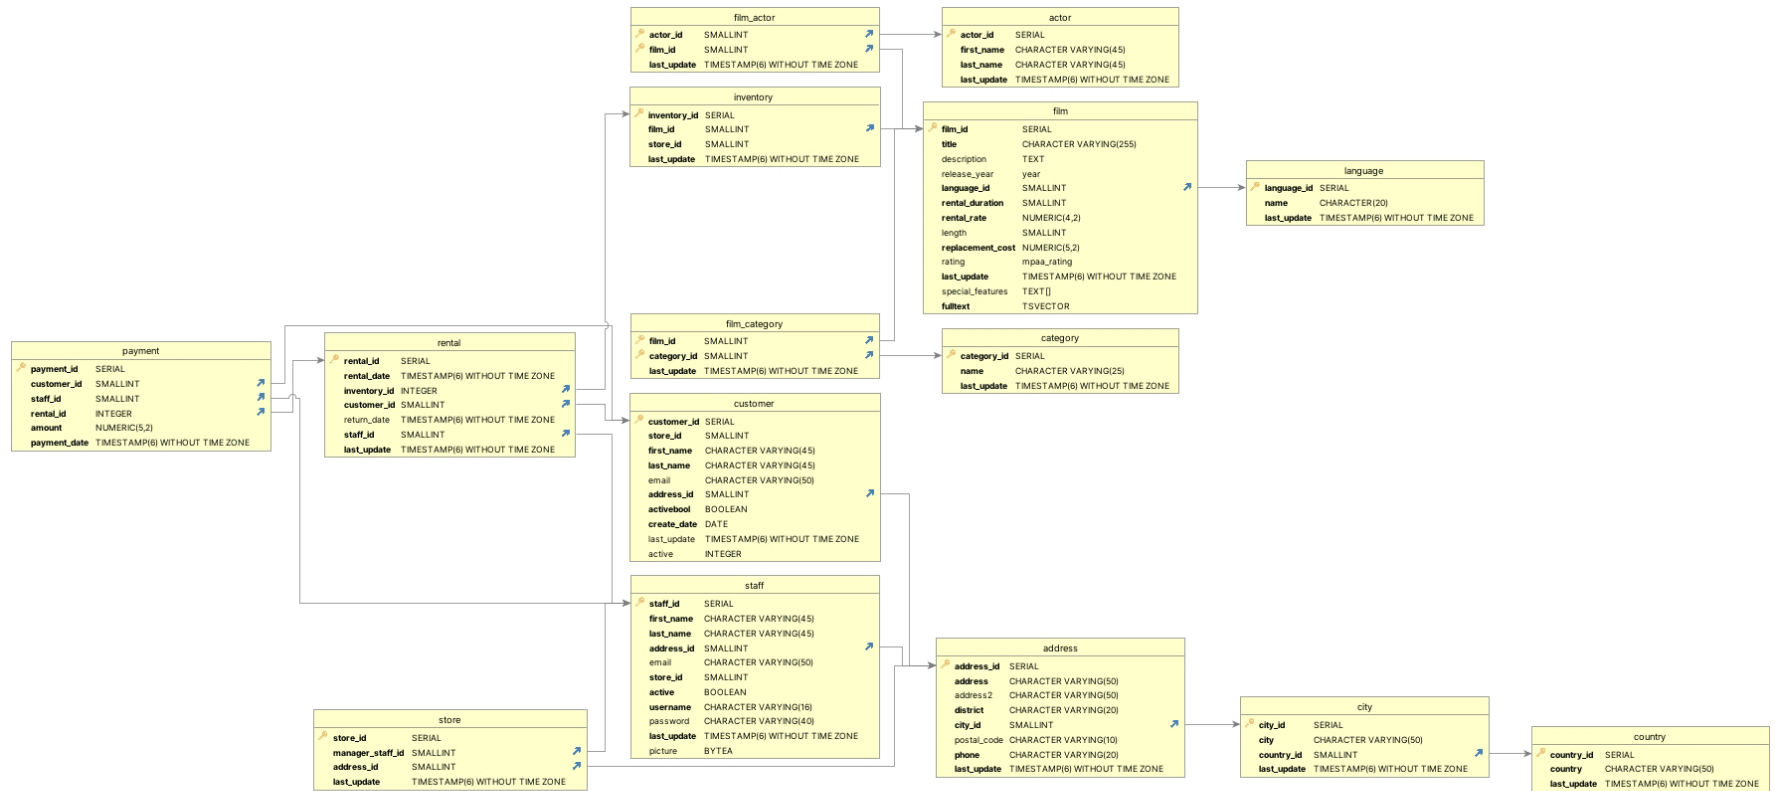 film_actor
actor_id SMALLINT
film_id SMALLINT
last_update TIMESTAMP(6) WITHOUT TIME ZONE
actor
actor_id SERIAL
first_name CHARACTER VARYING(45)
last_name CHARACTER VARYING(45)
last_update TIMESTAMP(6) WITHOUT TIME ZONE
inventory
inventory_id SERIAL
film_id SMALLINT
store_id SMALLINT
last_update TIMESTAMP(6) WITHOUT TIME ZONE
film
film_id SERIAL
title CHARACTER VARYING(255)
description TEXT
release_year year
language_id SMALLINT
rental_duration SMALLINT
rental_rate NUMERIC(4,2)
length SMALLINT
replacement_cost NUMERIC(5,2)
rating mpaa_rating
last_update TIMESTAMP(6) WITHOUT TIME ZONE
special_features TEXT[]
fulltext TSVECTOR
language
language_id SERIAL
name CHARACTER(20)
last_update TIMESTAMP(6) WITHOUT TIME ZONE
film_category
film_id SMALLINT
category_id SMALLINT
last_update TIMESTAMP(6) WITHOUT TIME ZONE
category
category_id SERIAL
name CHARACTER VARYING(25)
last_update TIMESTAMP(6) WITHOUT TIME ZONE
payment
payment_id SERIAL
customer_id SMALLINT
staff_id SMALLINT
rental_id INTEGER
amount NUMERIC(5,2)
payment_date TIMESTAMP(6) WITHOUT TIME ZONE
rental
rental_id SERIAL
rental_date TIMESTAMP(6) WITHOUT TIME ZONE
inventory_id INTEGER
customer_id SMALLINT
return_date TIMESTAMP(6) WITHOUT TIME ZONE
staff_id SMALLINT
last_update TIMESTAMP(6) WITHOUT TIME ZONE
customer
customer_id SERIAL
store_id SMALLINT
first_name CHARACTER VARYING(45)
last_name CHARACTER VARYING(45)
email CHARACTER VARYING(50)
address_id SMALLINT
activebool BOOLEAN
create_date DATE
last_update TIMESTAMP(6) WITHOUT TIME ZONE
active INTEGER
staff
staff_id SERIAL
first_name CHARACTER VARYING(45)
last_name CHARACTER VARYING(45)
address_id SMALLINT
email CHARACTER VARYING(50)
store_id SMALLINT
active BOOLEAN
username CHARACTER VARYING(16)
password CHARACTER VARYING(40)
last_update TIMESTAMP(6) WITHOUT TIME ZONE
picture BYTEA
store
store_id SERIAL
manager_staff_id SMALLINT
address_id SMALLINT
last_update TIMESTAMP(6) WITHOUT TIME ZONE
address
address_id SERIAL
address CHARACTER VARYING(50)
address2 CHARACTER VARYING(50)
district CHARACTER VARYING(20)
city_id SMALLINT
postal_code CHARACTER VARYING(10)
phone CHARACTER VARYING(20)
last_update TIMESTAMP(6) WITHOUT TIME ZONE
city
city_id SERIAL
city CHARACTER VARYING(50)
country_id SMALLINT
last_update TIMESTAMP(6) WITHOUT TIME ZONE
country
country_id SERIAL
country CHARACTER VARYING(50)
last_update TIMESTAMP(6) WITHOUT TIME ZONE